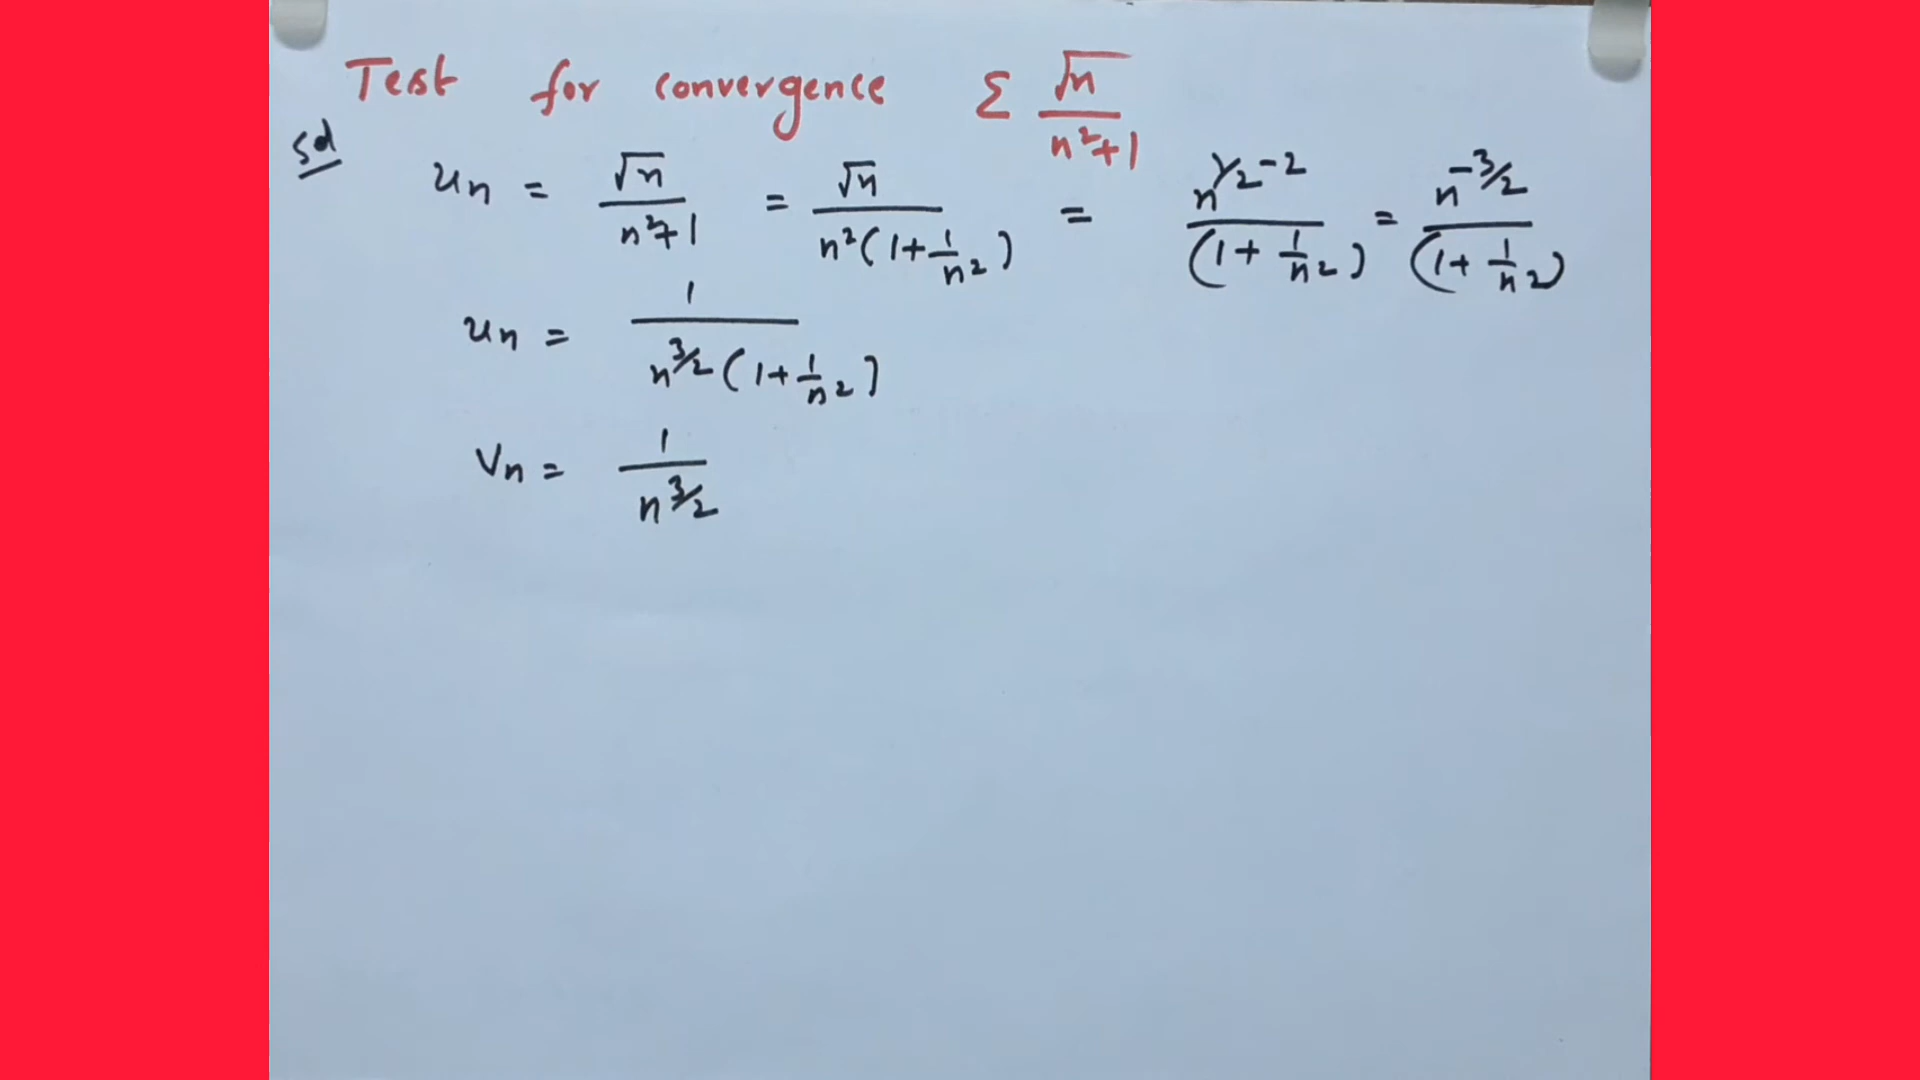 Test for convergence Σ √n / n²+1
Sol
un = √n / n²+1 = √n / n²(1+1/n²) = n^1/2-2 / (1+1/n²) = n^-3/2 / (1+1/n²)
un = 1 / n^3/2 (1+1/n²)
Vn = 1 / n^3/2